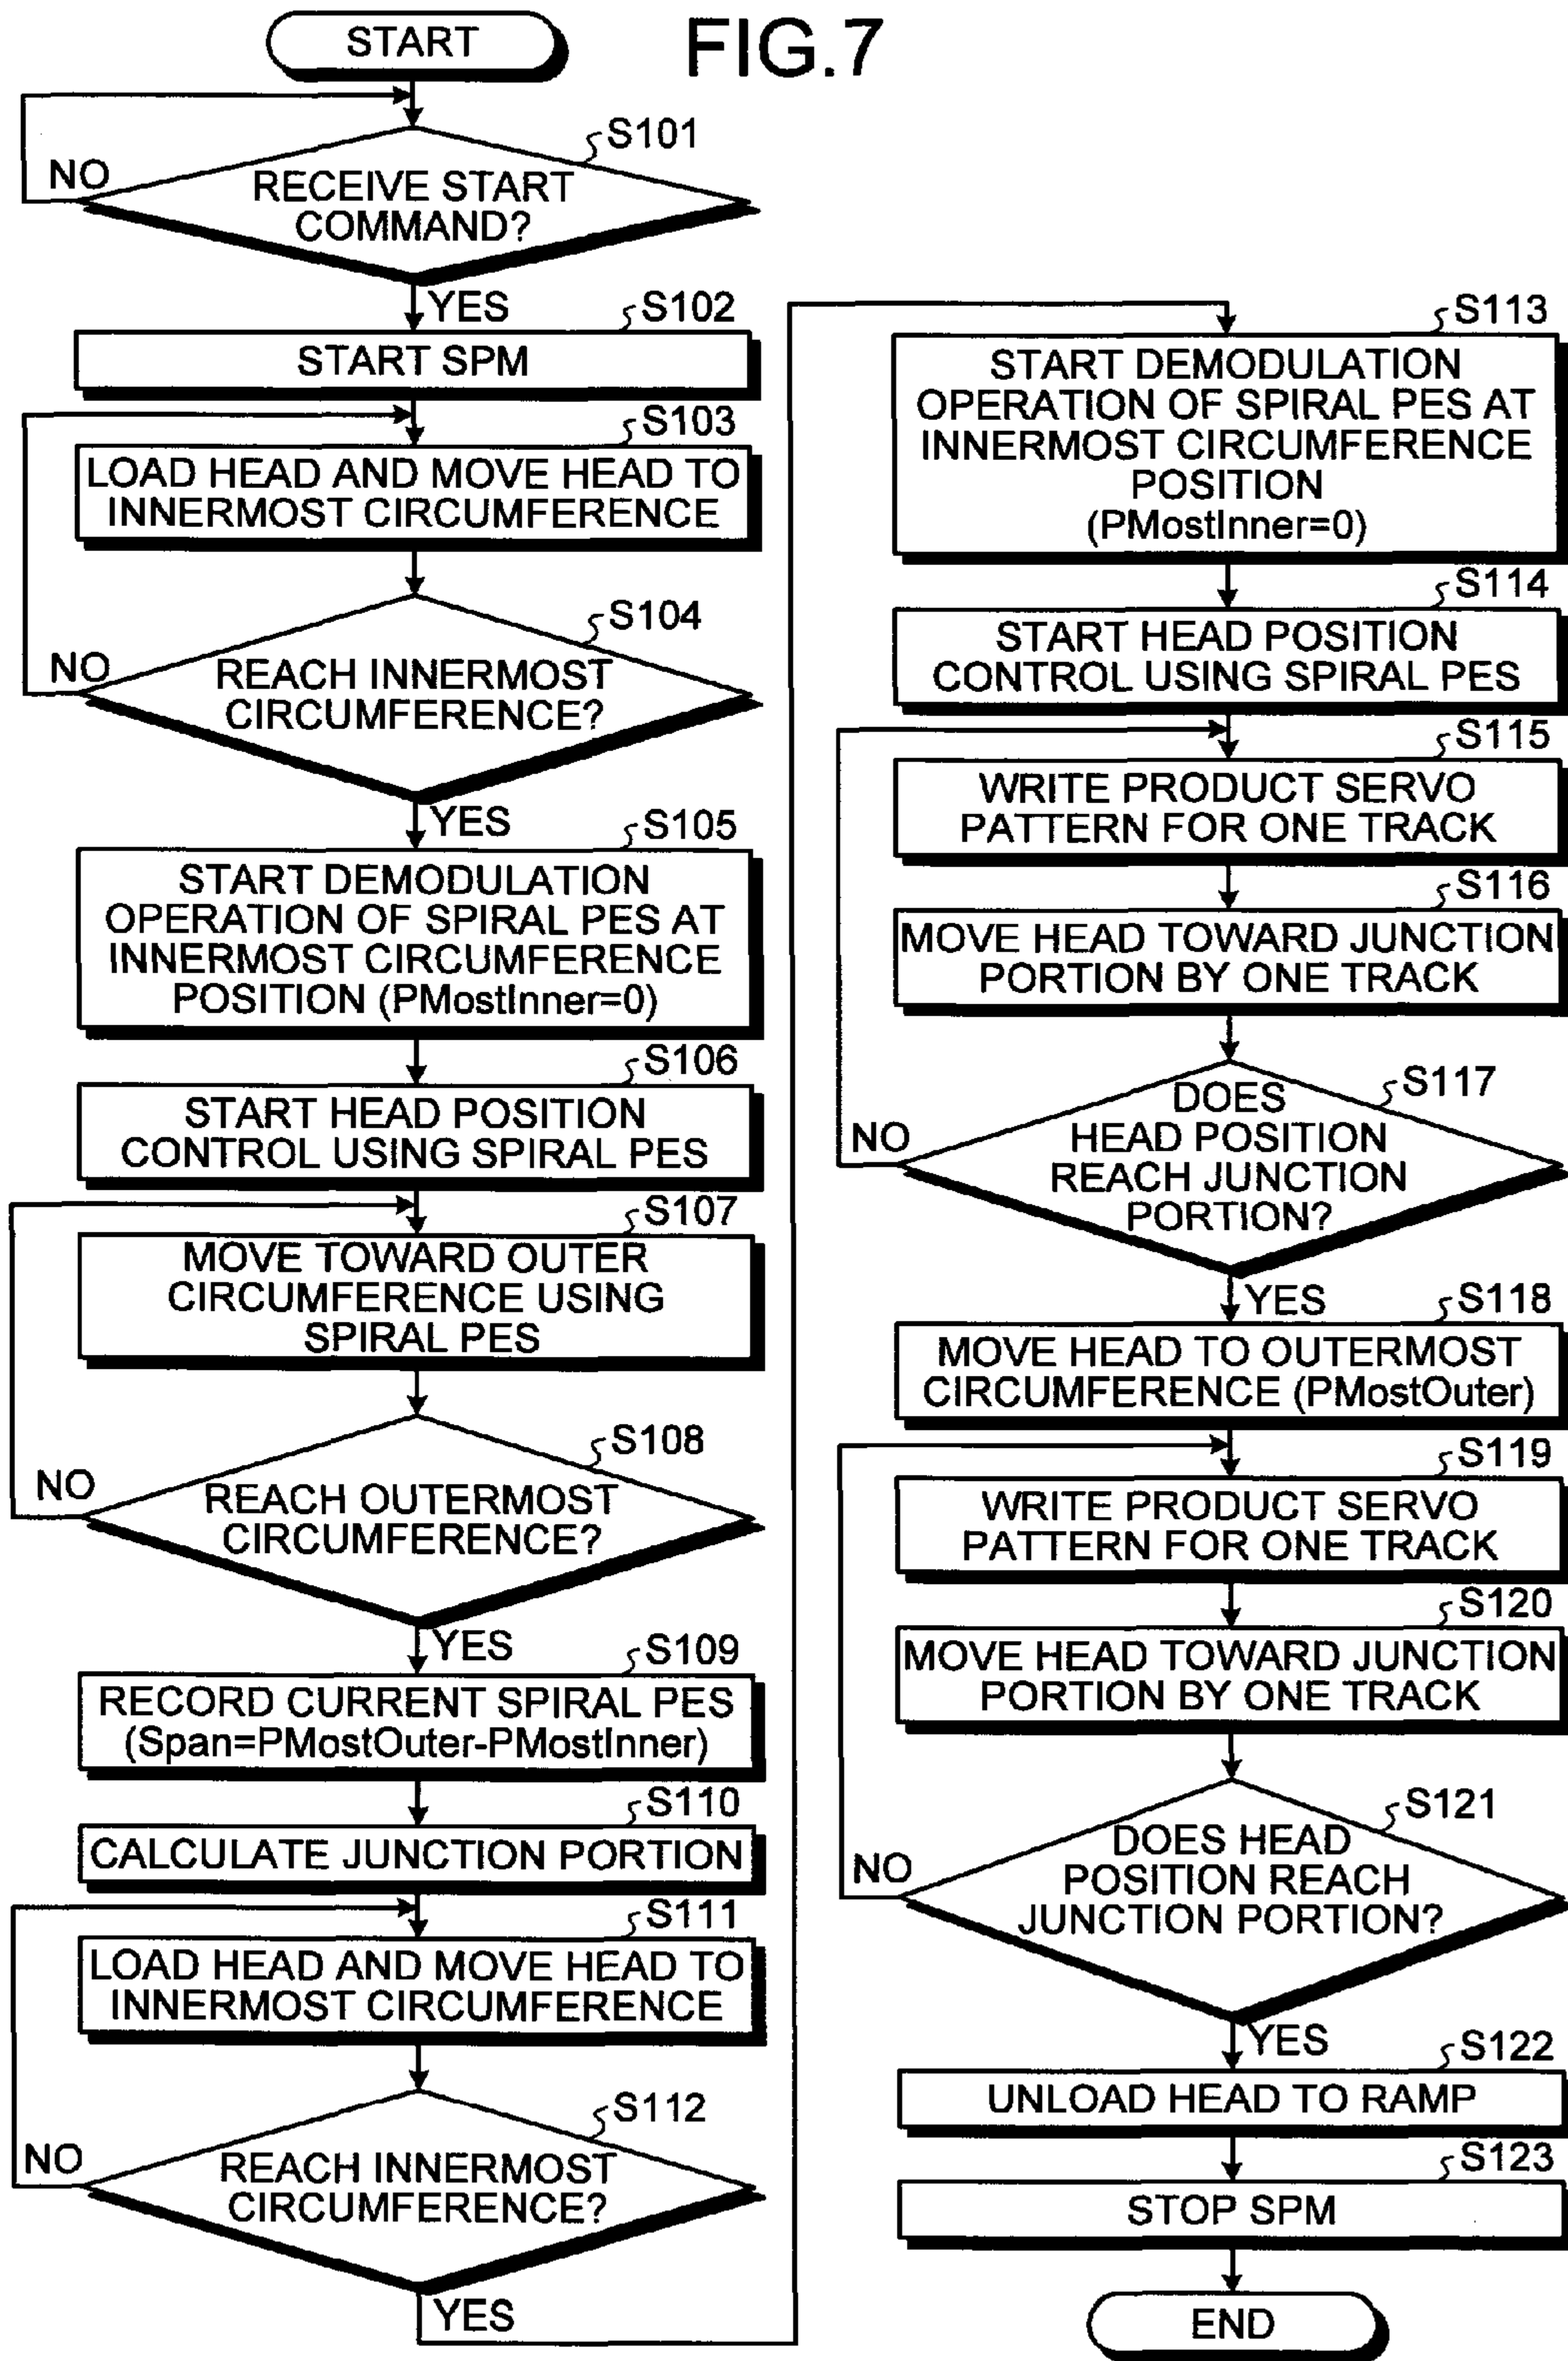 FIG.7
START
S101
NO
RECEIVE START
COMMAND?
YES
S102
START SPM
S103
LOAD HEAD AND MOVE HEAD TO
INNERMOST CIRCUMFERENCE
S104
NO
REACH INNERMOST
CIRCUMFERENCE?
YES
S105
START DEMODULATION
OPERATION OF SPIRAL PES AT
INNERMOST CIRCUMFERENCE
POSITION (PMostInner=0)
S106
START HEAD POSITION
CONTROL USING SPIRAL PES
S107
MOVE TOWARD OUTER
CIRCUMFERENCE USING
SPIRAL PES
S108
NO
REACH OUTERMOST
CIRCUMFERENCE?
YES
S109
RECORD CURRENT SPIRAL PES
(Span=PMostOuter-PMostInner)
S110
CALCULATE JUNCTION PORTION
S111
LOAD HEAD AND MOVE HEAD TO
INNERMOST CIRCUMFERENCE
S112
NO
REACH INNERMOST
CIRCUMFERENCE?
YES
S113
START DEMODULATION
OPERATION OF SPIRAL PES AT
INNERMOST CIRCUMFERENCE
POSITION
(PMostInner=0)
S114
START HEAD POSITION
CONTROL USING SPIRAL PES
S115
WRITE PRODUCT SERVO
PATTERN FOR ONE TRACK
S116
MOVE HEAD TOWARD JUNCTION
PORTION BY ONE TRACK
S117
DOES
NO
HEAD POSITION
REACH JUNCTION
PORTION?
YES
S118
MOVE HEAD TO OUTERMOST
CIRCUMFERENCE (PMostOuter)
S119
WRITE PRODUCT SERVO
PATTERN FOR ONE TRACK
S120
MOVE HEAD TOWARD JUNCTION
PORTION BY ONE TRACK
S121
DOES HEAD
NO
POSITION REACH
JUNCTION PORTION?
YES
S122
UNLOAD HEAD TO RAMP
S123
STOP SPM
END